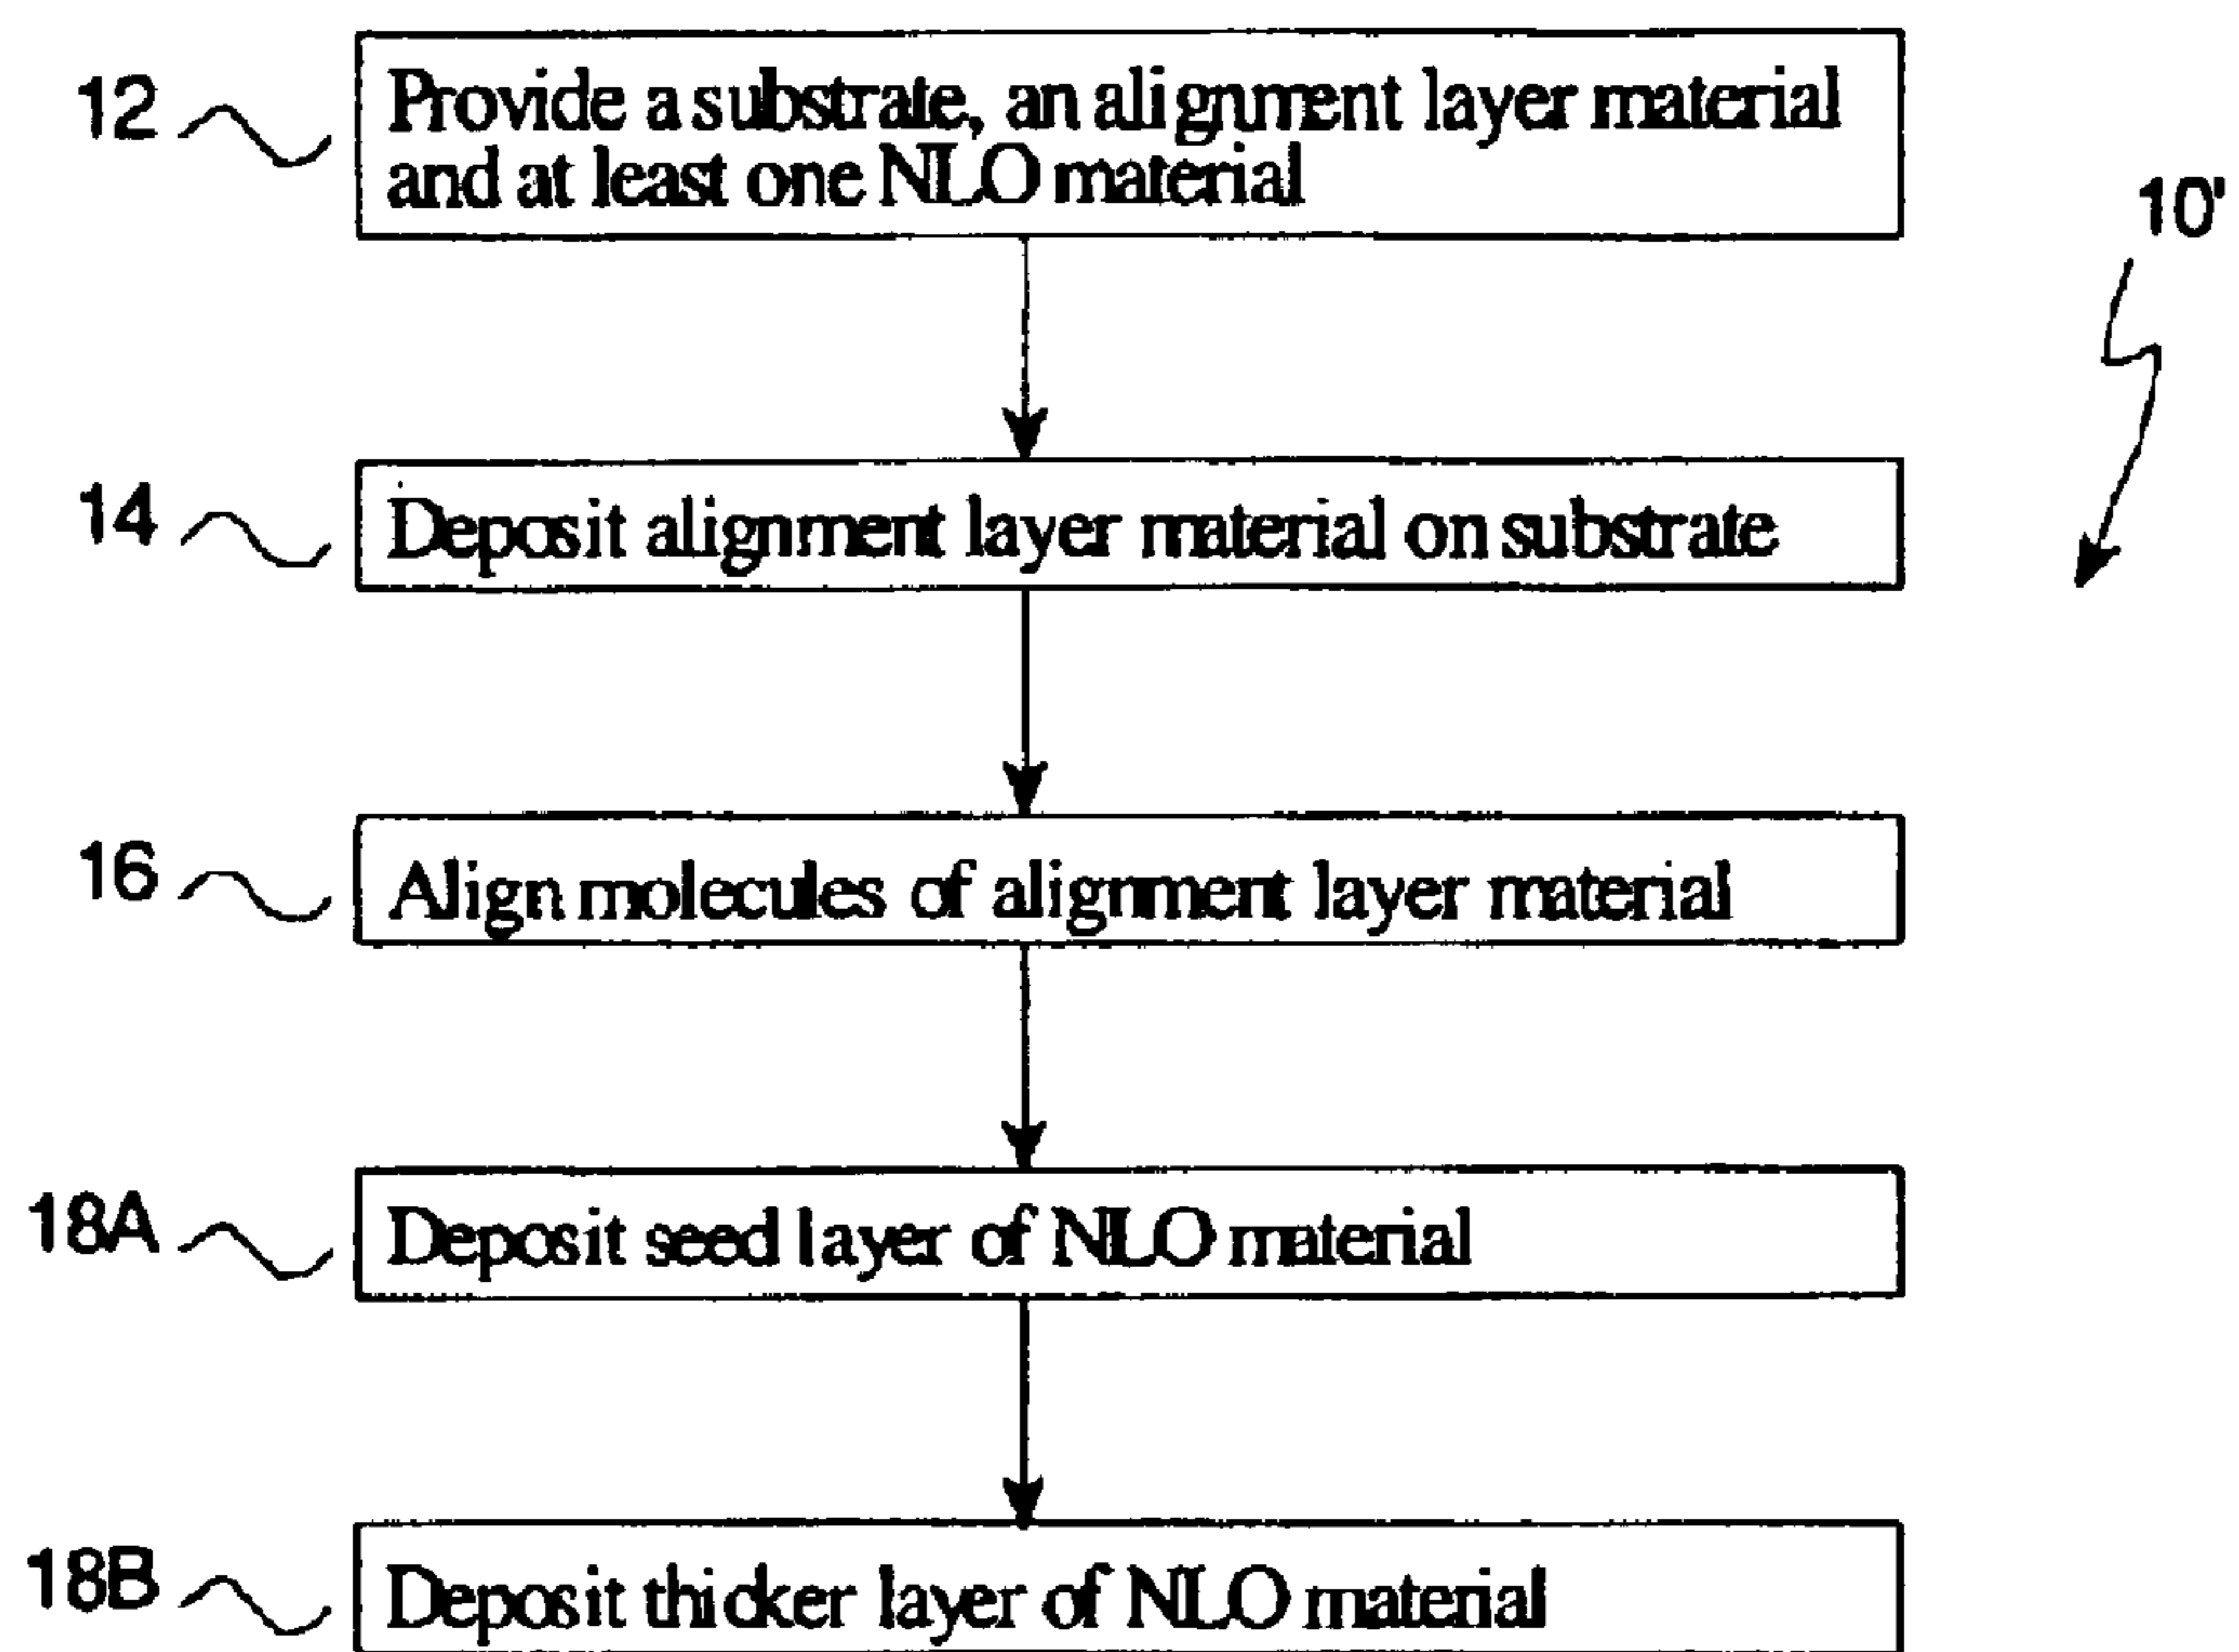 12
Provide a substrate, an alignment layer material
and at least one NLO material
10'
14
Deposit alignment layer material on substrate
16
Align molecules of alignment layer material
18A
Deposit seed layer of NLO material
18B
Deposit thicker layer of NLO material